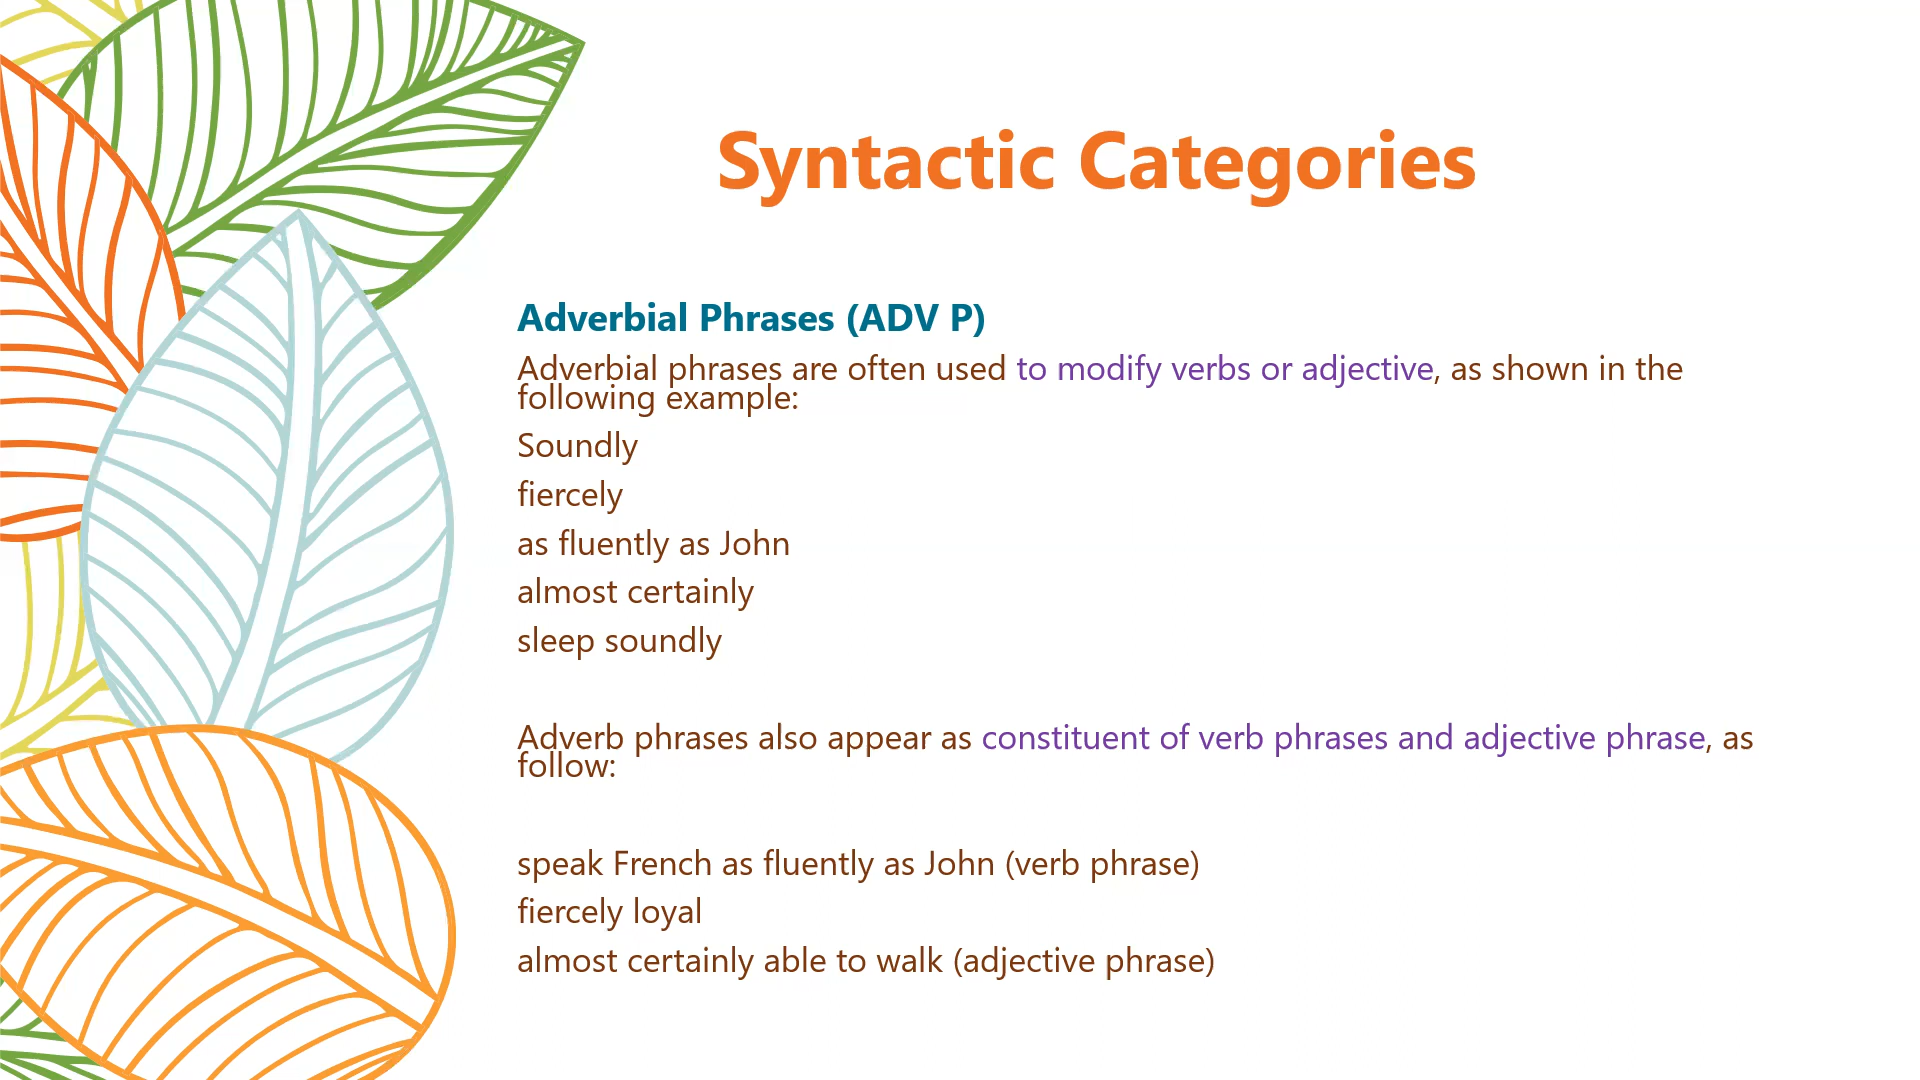 Syntactic Categories
Adverbial Phrases (ADV P)
Adverbial phrases are often used to modify verbs or adjective, as shown in the
following example:
Soundly
fiercely
as fluently as John
almost certainly
sleep soundly
Adverb phrases also appear as constituent of verb phrases and adjective phrase, as
follow:
speak French as fluently as John (verb phrase)
fiercely loyal
almost certainly able to walk (adjective phrase)